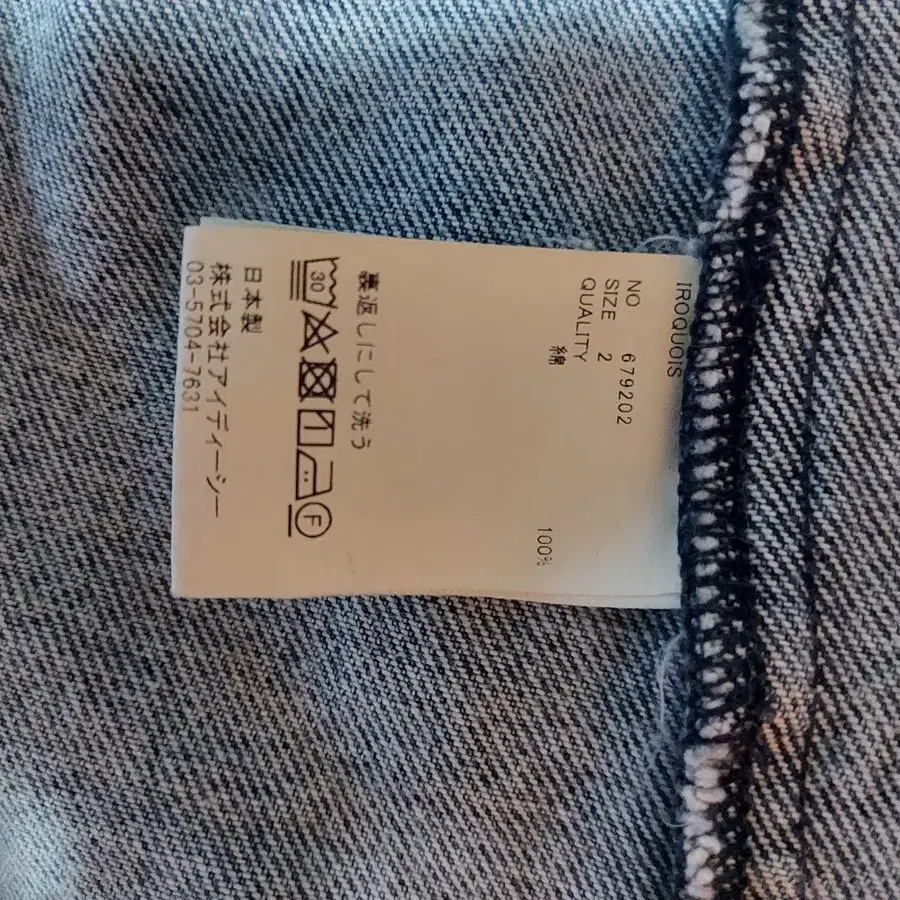 IROQUOIS
NO 679202
SIZE 2
QUALITY
綿 100%
裏返しにして洗う
30 F
日本製
株式会社アイディーシー
03-5704-7631